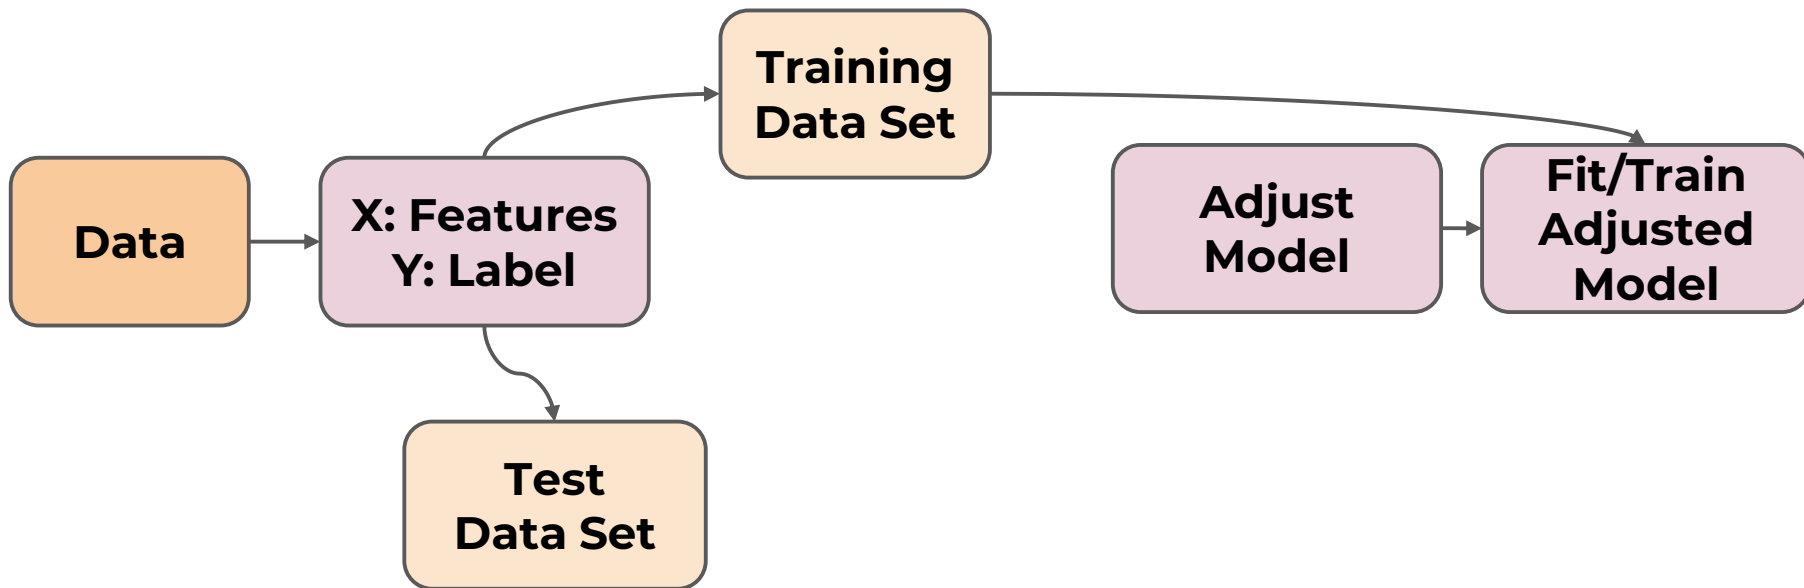 Training
Data Set
Data
X: Features
Y: Label
Adjust
Model
Fit/Train
Adjusted
Model
Test
Data Set